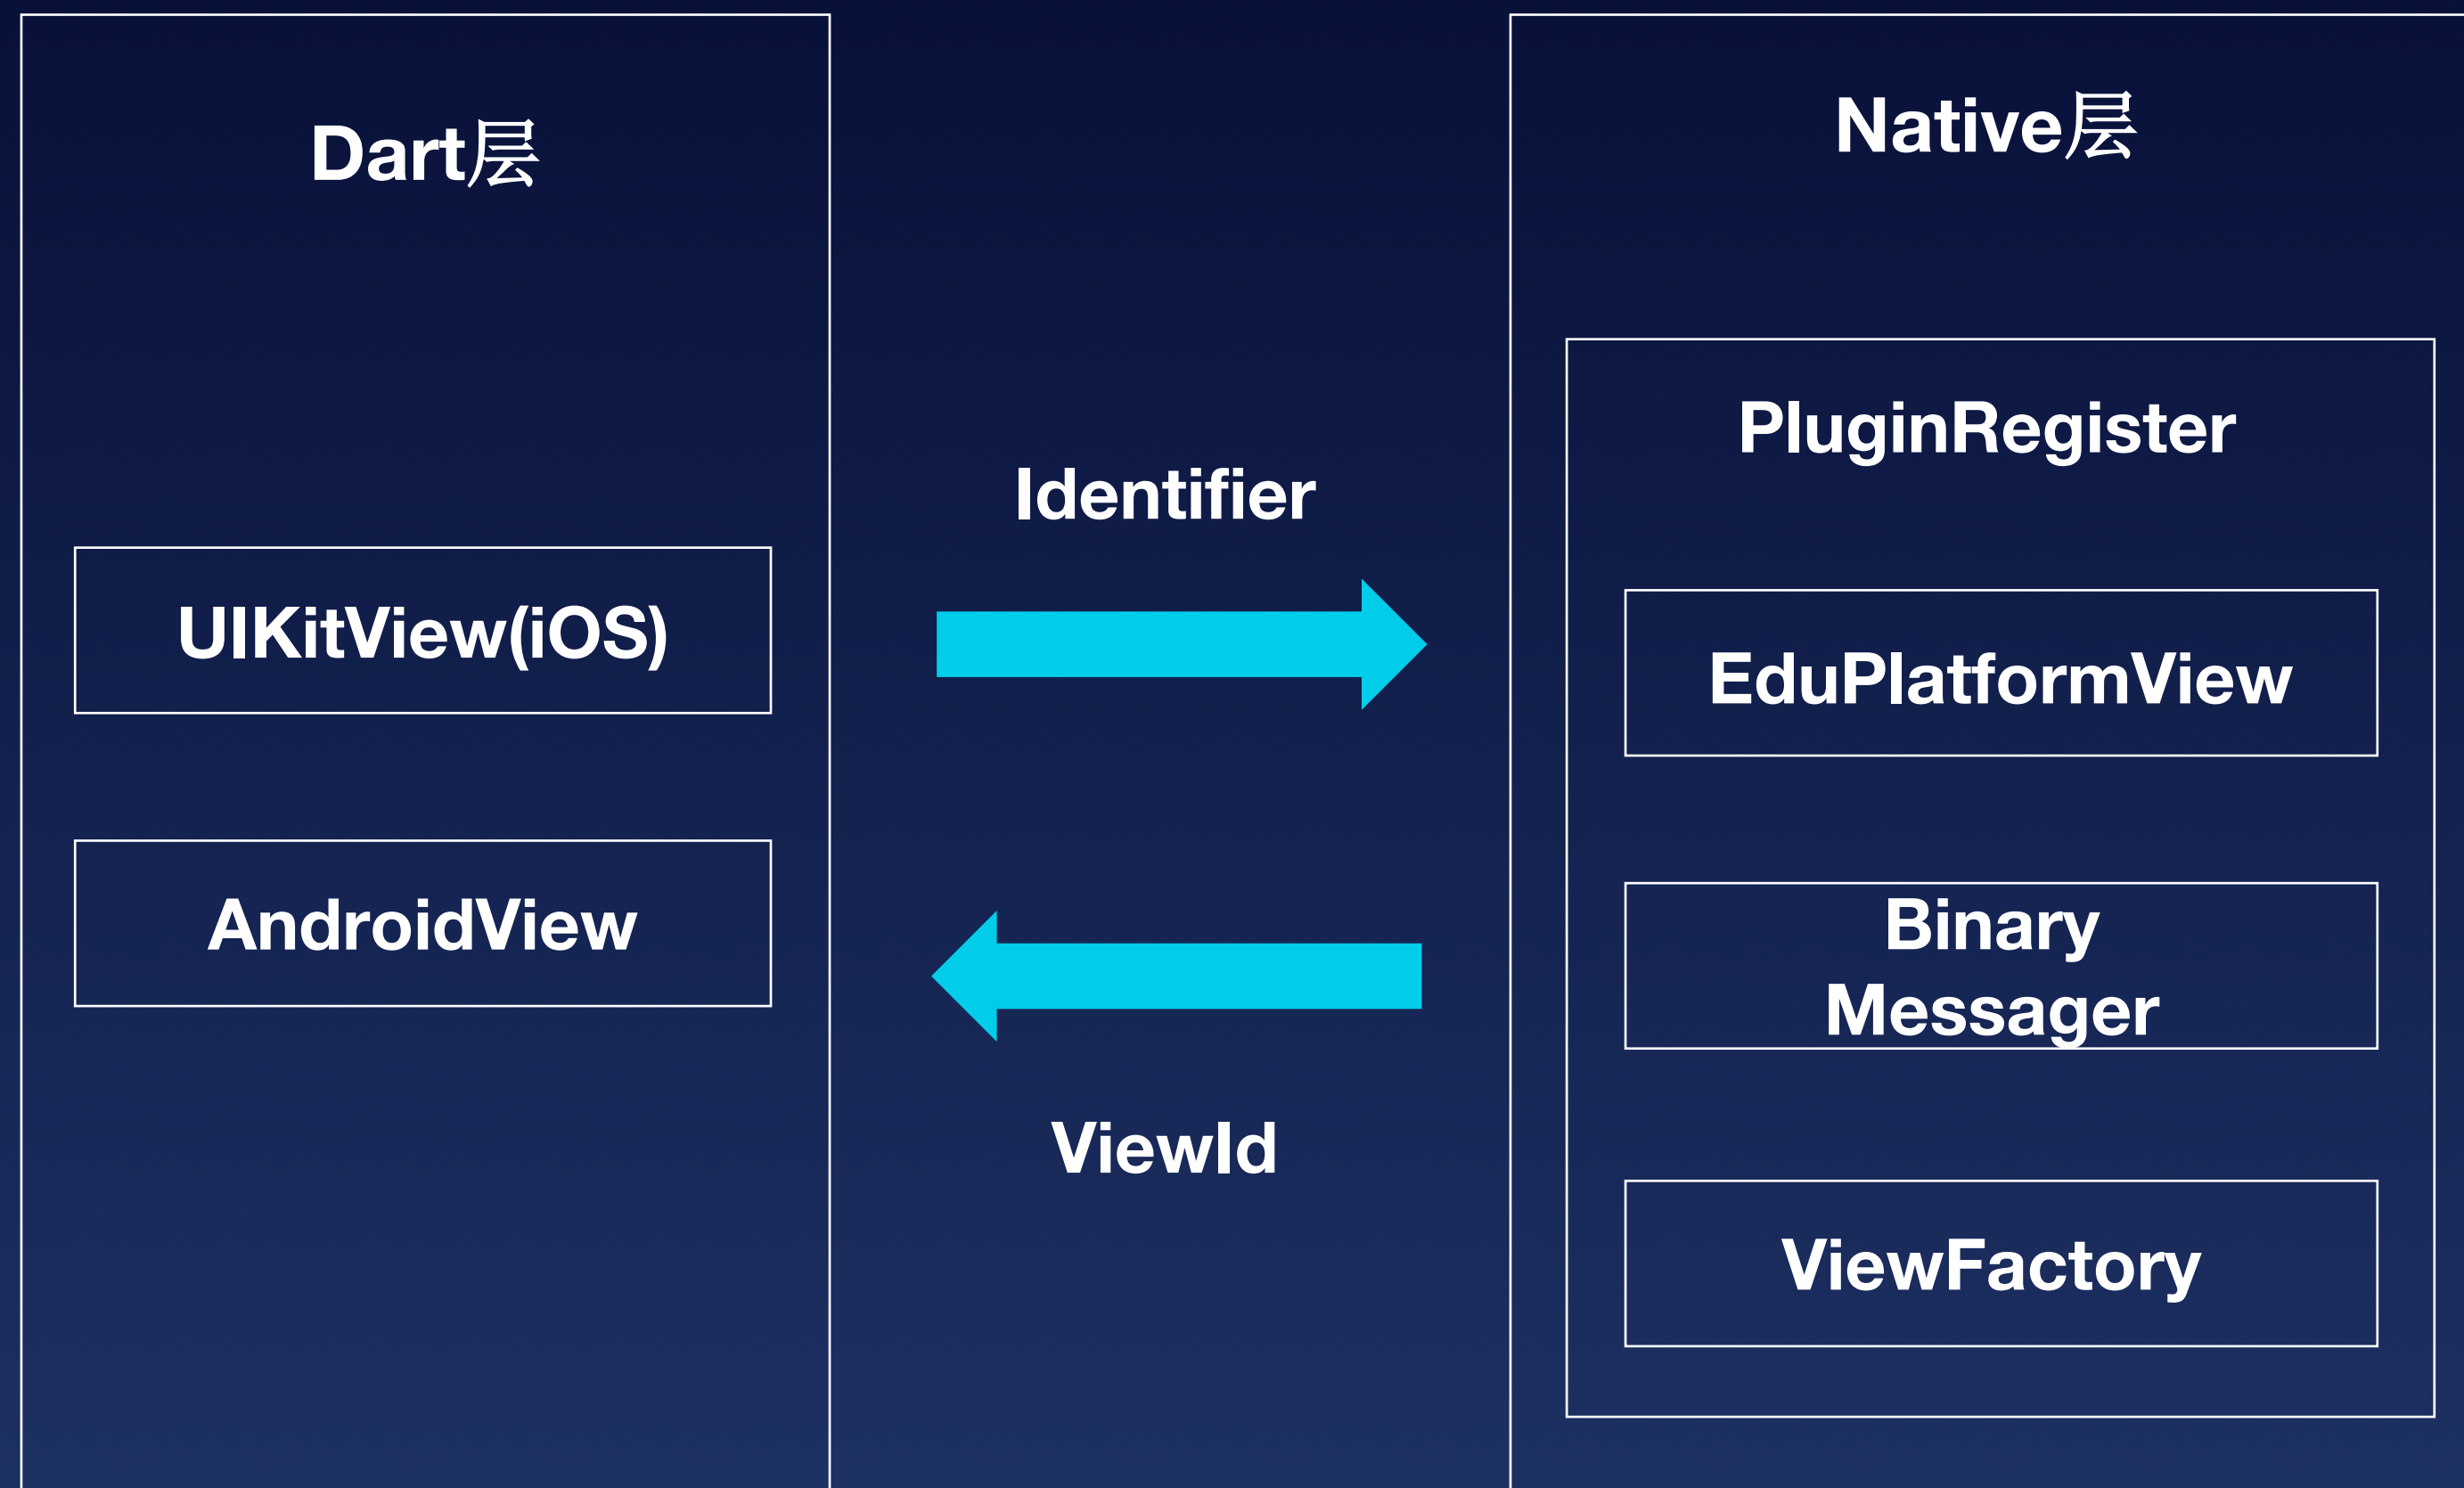 Dart层
UIKitView(iOS)
AndroidView
Identifier
ViewId
Native层
PluginRegister
EduPlatformView
Binary
Messager
ViewFactory